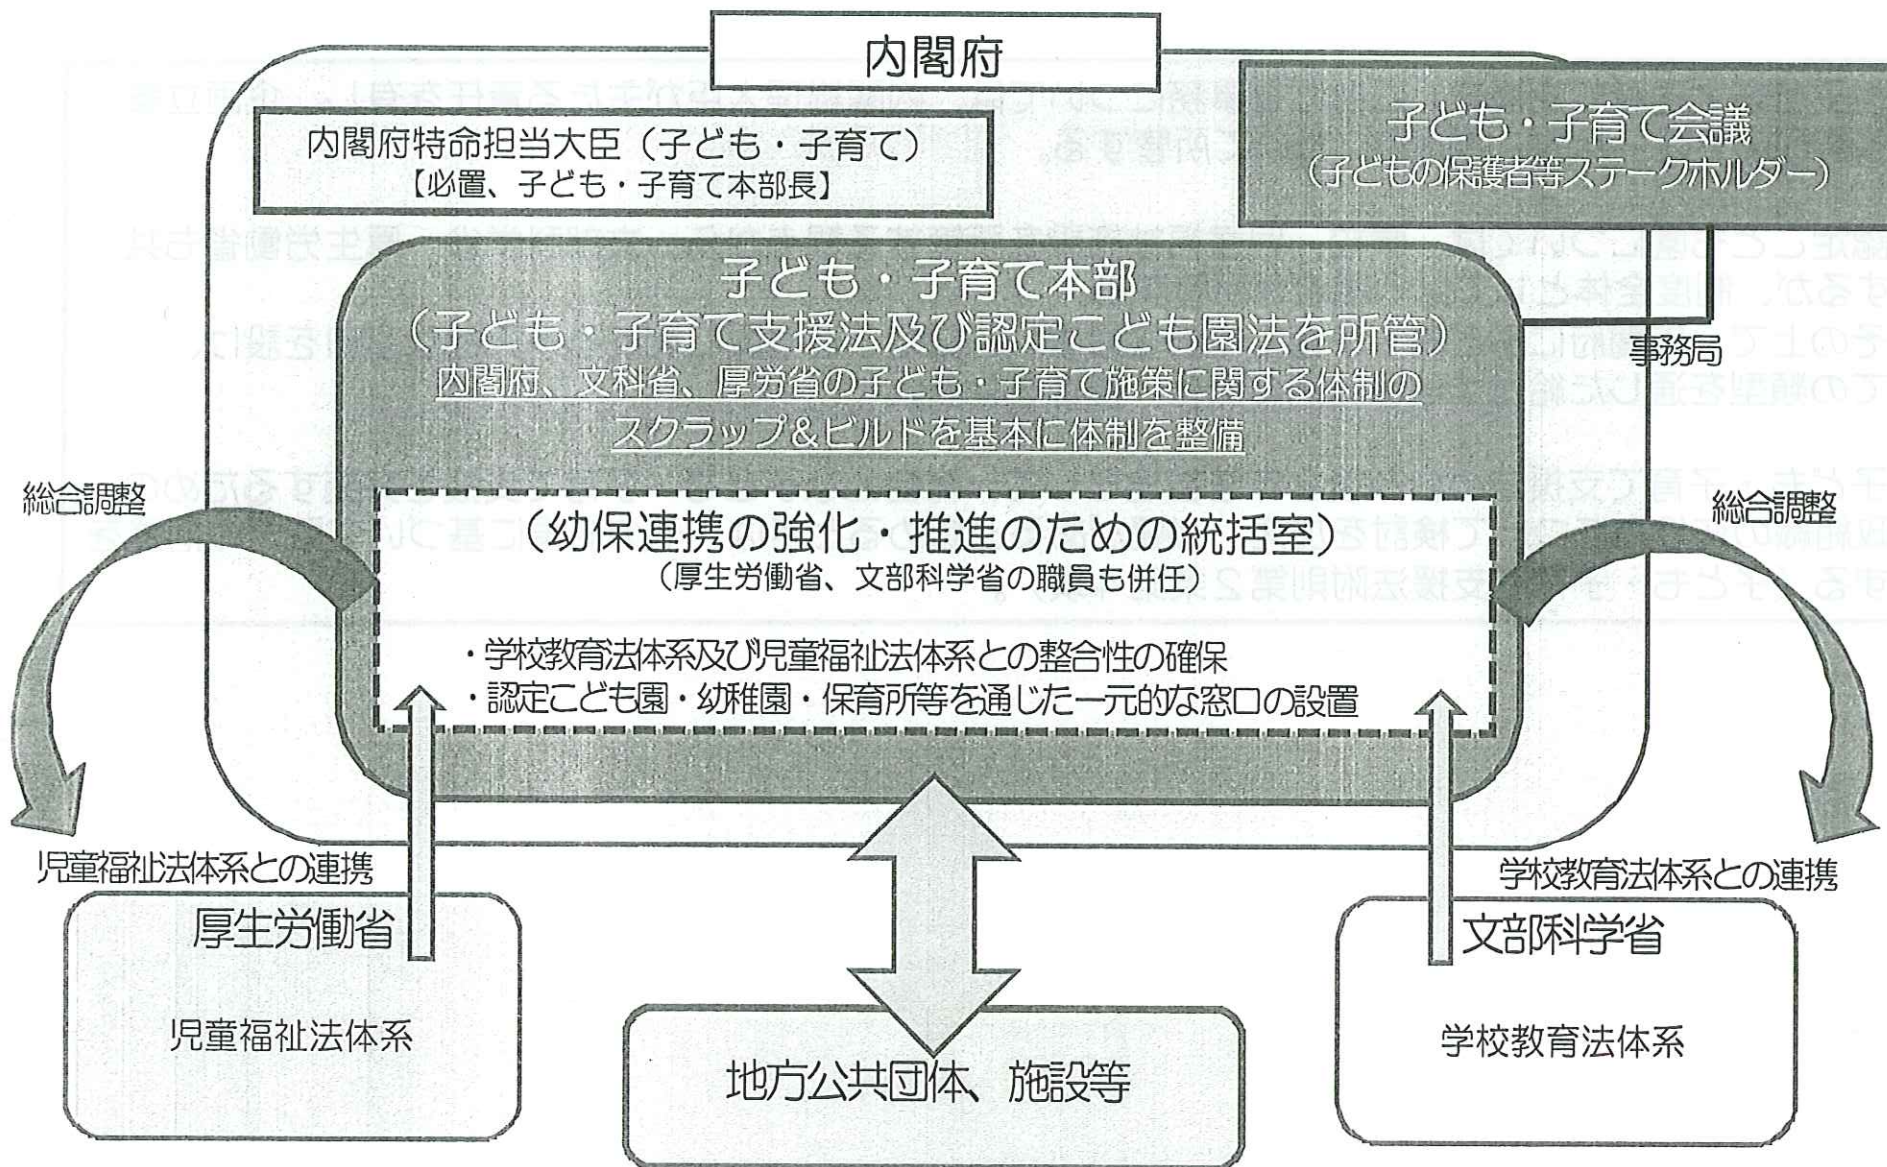 内閣府
内閣府特命担当大臣（子ども・子育て）
【必置、子ども・子育て本部長】
子ども・子育て会議
（子どもの保護者等ステークホルダー）
子ども・子育て本部
（子ども・子育て支援法及び認定こども園法を所管）
内閣府、文科省、厚労省の子ども・子育て施策に関する体制の
スクラップ＆ビルドを基本に体制を整備
事務局
総合調整
（幼保連携の強化・推進のための統括室）
（厚生労働省、文部科学省の職員も併任）
・学校教育法体系及び児童福祉法体系との整合性の確保
・認定こども園・幼稚園・保育所等を通じた一元的な窓口の設置
総合調整
児童福祉法体系との連携
厚生労働省
児童福祉法体系
地方公共団体、施設等
学校教育法体系との連携
文部科学省
学校教育法体系